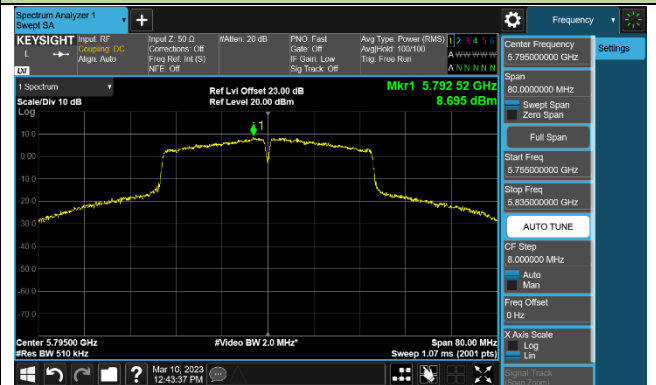 Spectrum Analyzer 1
Swept SA
+
Frequency
KEYSIGHT
L
LXI
Input: RF
Coupling: DC
Align: Auto
Input Z: 50 Ω
Corrections: Off
Freq Ref: Int (S)
NFE: Off
#Atten: 20 dB
PNO: Fast
Gate: Off
IF Gain: Low
Sig Track: Off
Avg Type: Power (RMS)
Avg|Hold: 100/100
Trig: Free Run
1 2 3 4 5 6
A W W W W W
A N N N N N
1 Spectrum
Scale/Div 10 dB
Log
Ref Lvl Offset 23.00 dB
Ref Level 20.00 dBm
Mkr1 5.792 52 GHz
8.695 dBm
1
10.0
0.00
-10.0
-20.0
-30.0
-40.0
-50.0
-60.0
-70.0
Center 5.79500 GHz
#Res BW 510 kHz
#Video BW 2.0 MHz*
Span 80.00 MHz
Sweep 1.07 ms (2001 pts)
Mar 10, 2023
12:43:37 PM
?
Center Frequency
5.795000000 GHz
Span
80.0000000 MHz
Swept Span
Zero Span
Full Span
Start Freq
5.755000000 GHz
Stop Freq
5.835000000 GHz
AUTO TUNE
CF Step
8.000000 MHz
Auto
Man
Freq Offset
0 Hz
X Axis Scale
Log
Lin
Signal Track
(Span Zoom)
Settings